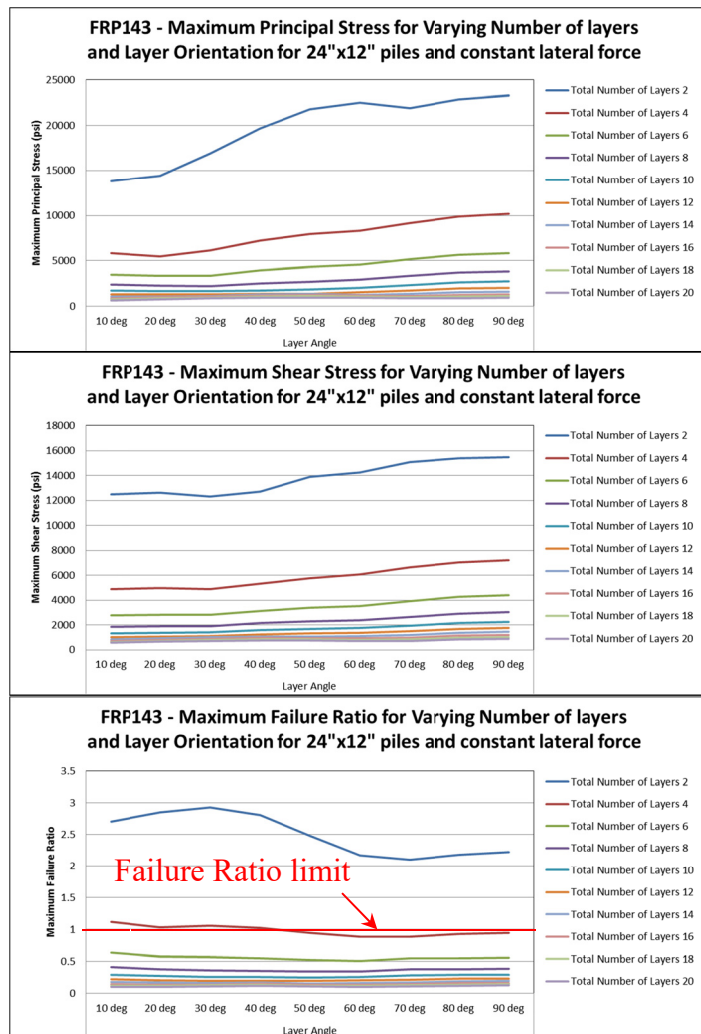 FRP143 - Maximum Principal Stress for Varying Number of layers
and Layer Orientation for 24"x12" piles and constant lateral force
25000
20000
15000
10000
5000
0
Maximum Principal Stress (psi)
10 deg 20 deg 30 deg 40 deg 50 deg 60 deg 70 deg 80 deg 90 deg
Layer Angle
Total Number of Layers 2
Total Number of Layers 4
Total Number of Layers 6
Total Number of Layers 8
Total Number of Layers 10
Total Number of Layers 12
Total Number of Layers 14
Total Number of Layers 16
Total Number of Layers 18
Total Number of Layers 20
FRP143 - Maximum Shear Stress for Varying Number of layers
and Layer Orientation for 24"x12" piles and constant lateral force
18000
16000
14000
12000
10000
8000
6000
4000
2000
0
Maximum Shear Stress (psi)
10 deg 20 deg 30 deg 40 deg 50 deg 60 deg 70 deg 80 deg 90 deg
Layer Angle
Total Number of Layers 2
Total Number of Layers 4
Total Number of Layers 6
Total Number of Layers 8
Total Number of Layers 10
Total Number of Layers 12
Total Number of Layers 14
Total Number of Layers 16
Total Number of Layers 18
Total Number of Layers 20
FRP143 - Maximum Failure Ratio for Varying Number of layers
and Layer Orientation for 24"x12" piles and constant lateral force
3.5
3
2.5
2
1.5
1
0.5
0
Maximum Failure Ratio
Failure Ratio limit
10 deg 20 deg 30 deg 40 deg 50 deg 60 deg 70 deg 80 deg 90 deg
Layer Angle
Total Number of Layers 2
Total Number of Layers 4
Total Number of Layers 6
Total Number of Layers 8
Total Number of Layers 10
Total Number of Layers 12
Total Number of Layers 14
Total Number of Layers 16
Total Number of Layers 18
Total Number of Layers 20